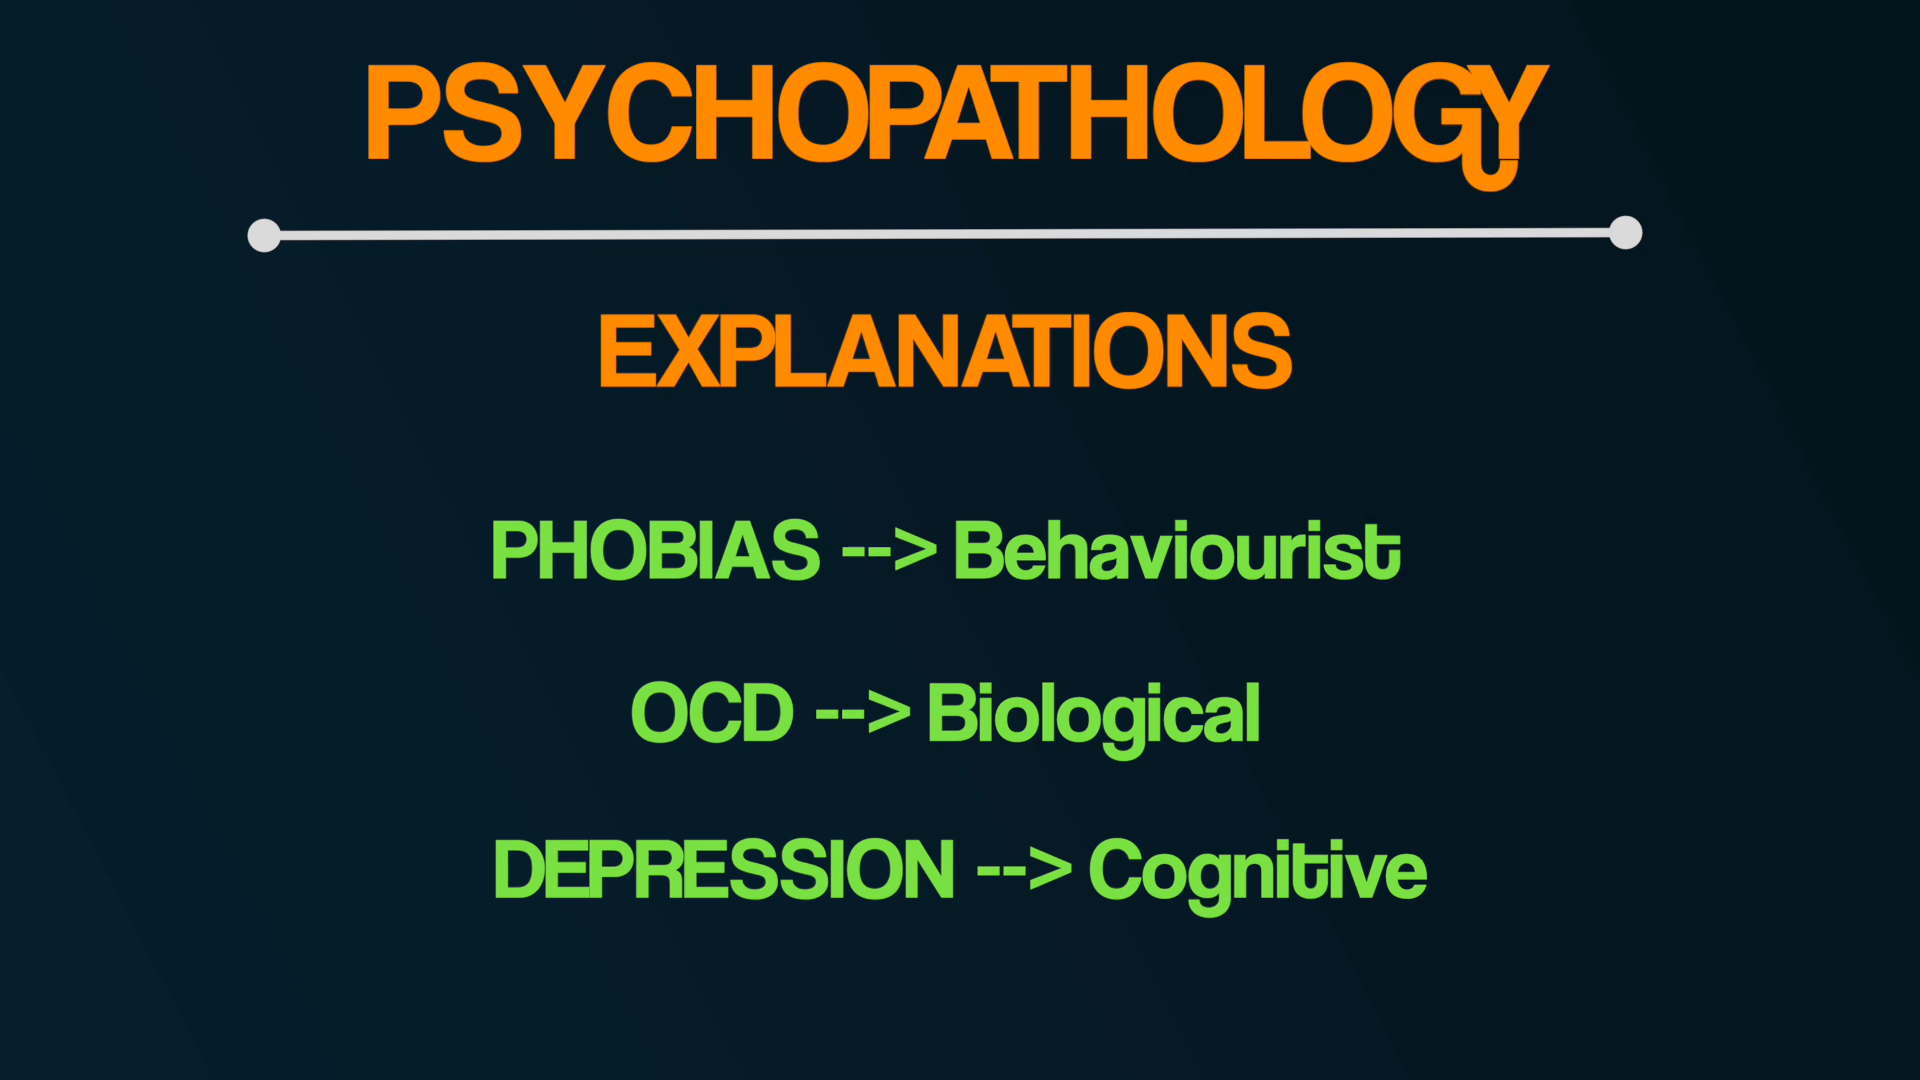 PSYCHOPATHOLOGY
EXPLANATIONS
PHOBIAS --> Behaviourist
OCD --> Biological
DEPRESSION --> Cognitive